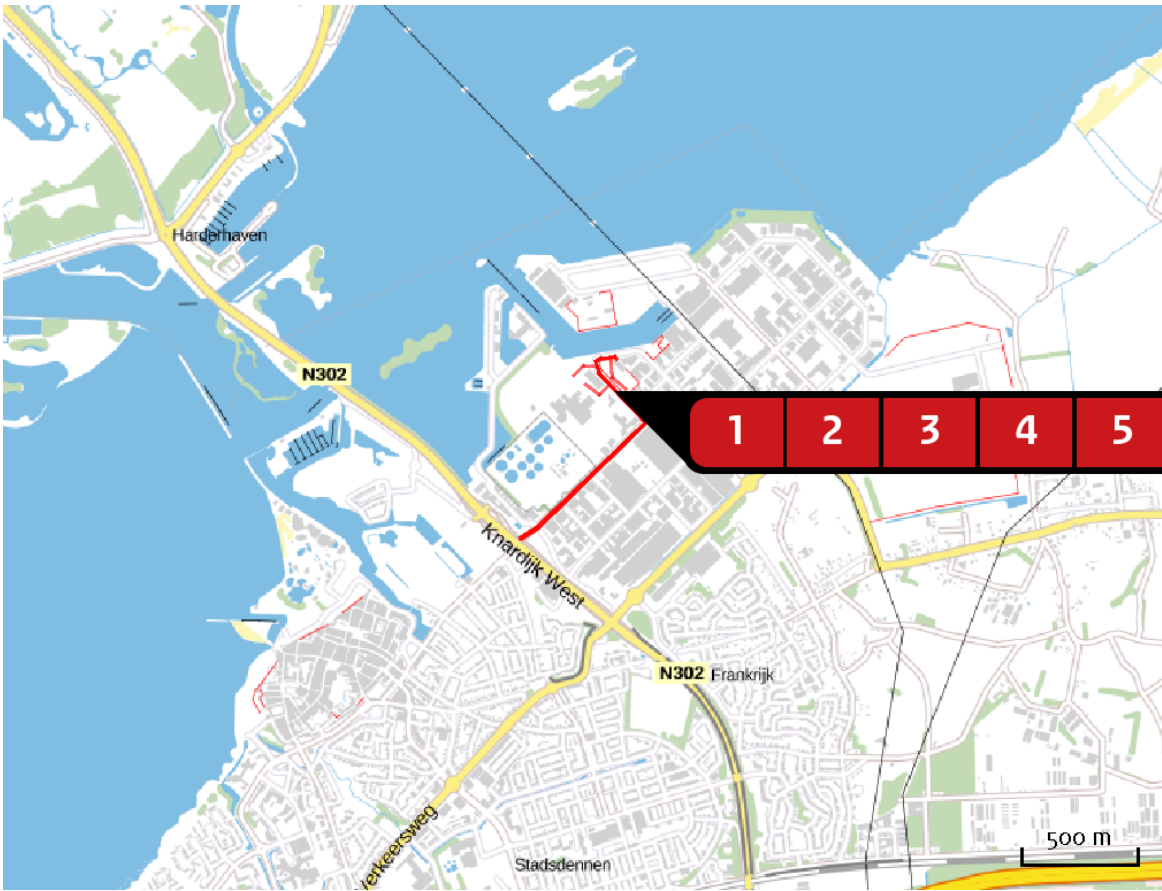 Harderhaven
N302
1 2 3 4 5
Knardijk West
N302 Frankrijk
verkeersweg
500 m
Stadsdennen